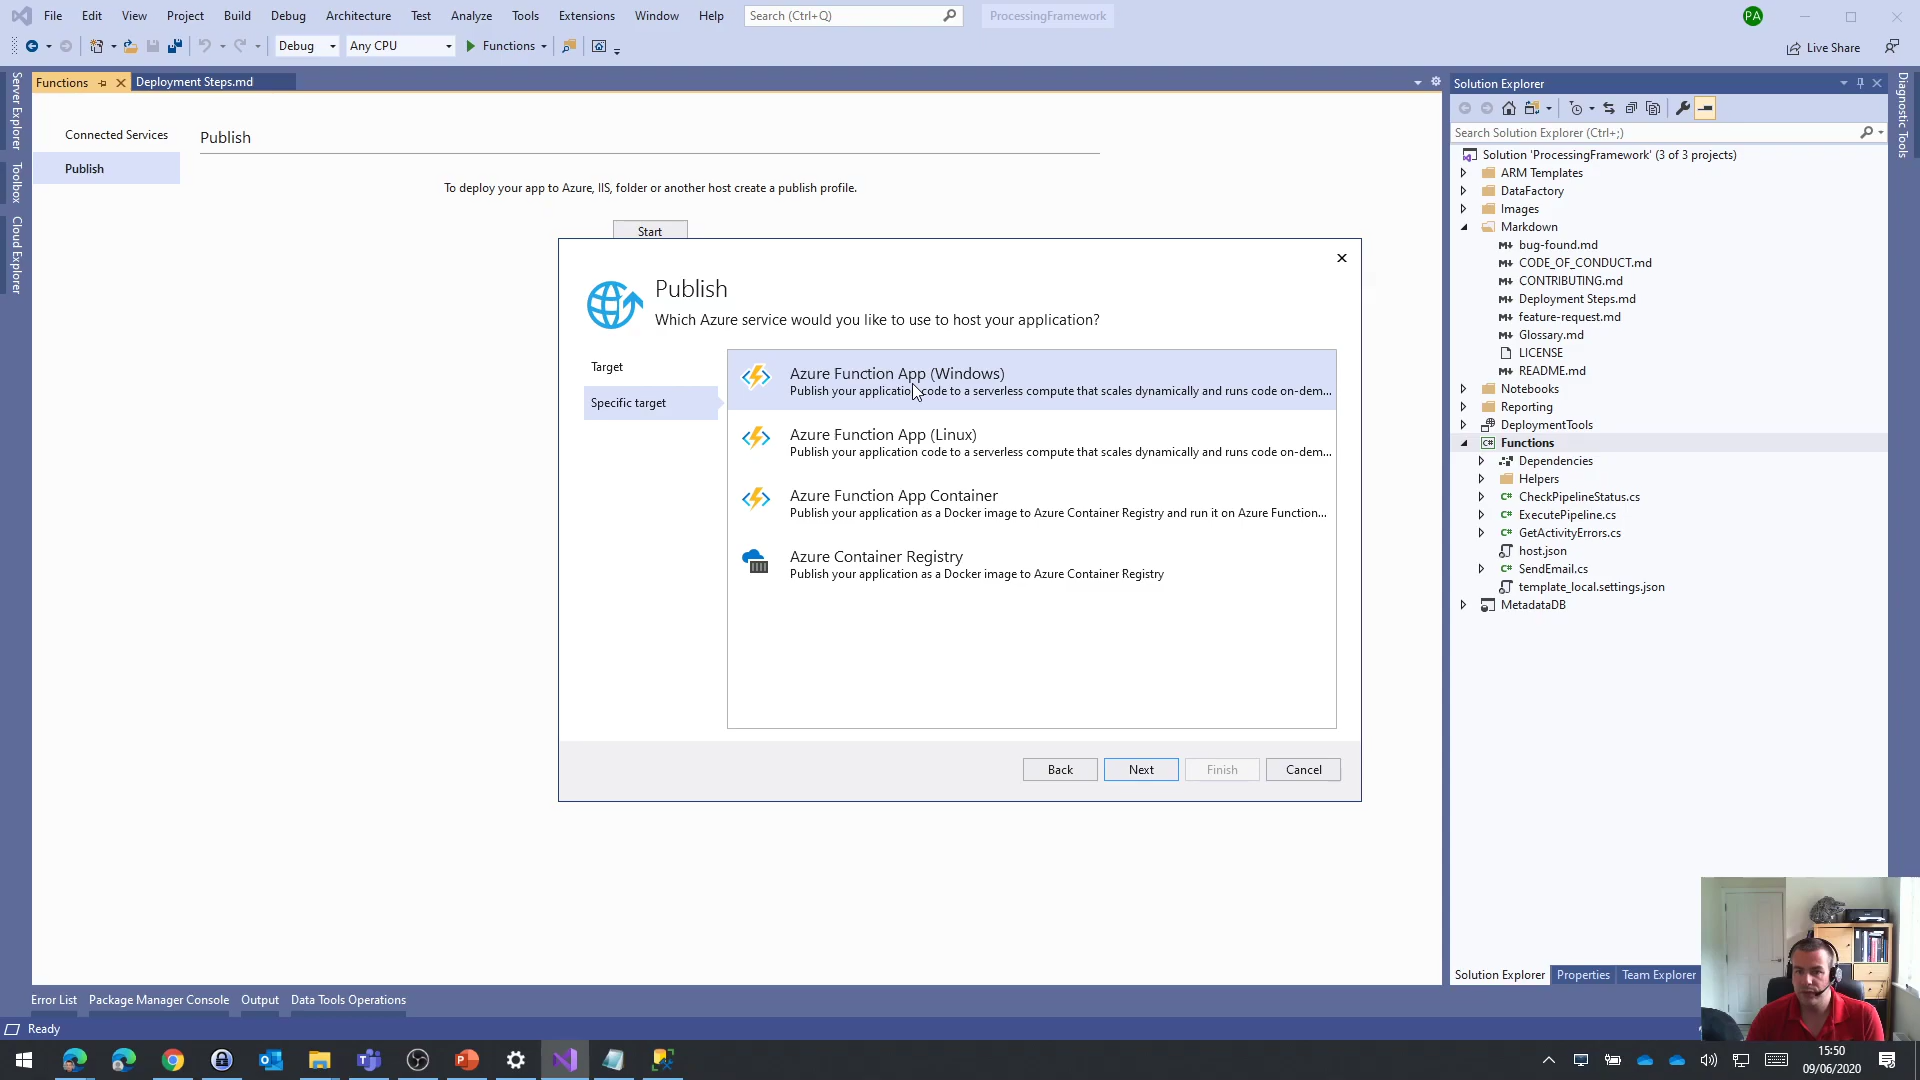 File Edit View Project Build Debug Architecture Test Analyze Tools Extensions Window Help Search (Ctrl+Q) ProcessingFramework PA
Debug Any CPU Functions Live Share
Functions Deployment Steps.md
Server Explorer
Toolbox
Cloud Explorer
Connected Services
Publish
Publish
To deploy your app to Azure, IIS, folder or another host create a publish profile.
Start
Publish
Which Azure service would you like to use to host your application?
Target
Specific target
Azure Function App (Windows)
Publish your application code to a serverless compute that scales dynamically and runs code on-dem...
Azure Function App (Linux)
Publish your application code to a serverless compute that scales dynamically and runs code on-dem...
Azure Function App Container
Publish your application as a Docker image to Azure Container Registry and run it on Azure Function...
Azure Container Registry
Publish your application as a Docker image to Azure Container Registry
Back Next Finish Cancel
Solution Explorer
Search Solution Explorer (Ctrl+;)
Solution 'ProcessingFramework' (3 of 3 projects)
ARM Templates
DataFactory
Images
Markdown
M+ bug-found.md
M+ CODE_OF_CONDUCT.md
M+ CONTRIBUTING.md
M+ Deployment Steps.md
M+ feature-request.md
M+ Glossary.md
LICENSE
M+ README.md
Notebooks
Reporting
DeploymentTools
C# Functions
Dependencies
Helpers
C# CheckPipelineStatus.cs
C# ExecutePipeline.cs
C# GetActivityErrors.cs
host.json
C# SendEmail.cs
template_local.settings.json
MetadataDB
Diagnostic Tools
Solution Explorer Properties Team Explorer
Error List Package Manager Console Output Data Tools Operations
Ready
15:50
09/06/2020